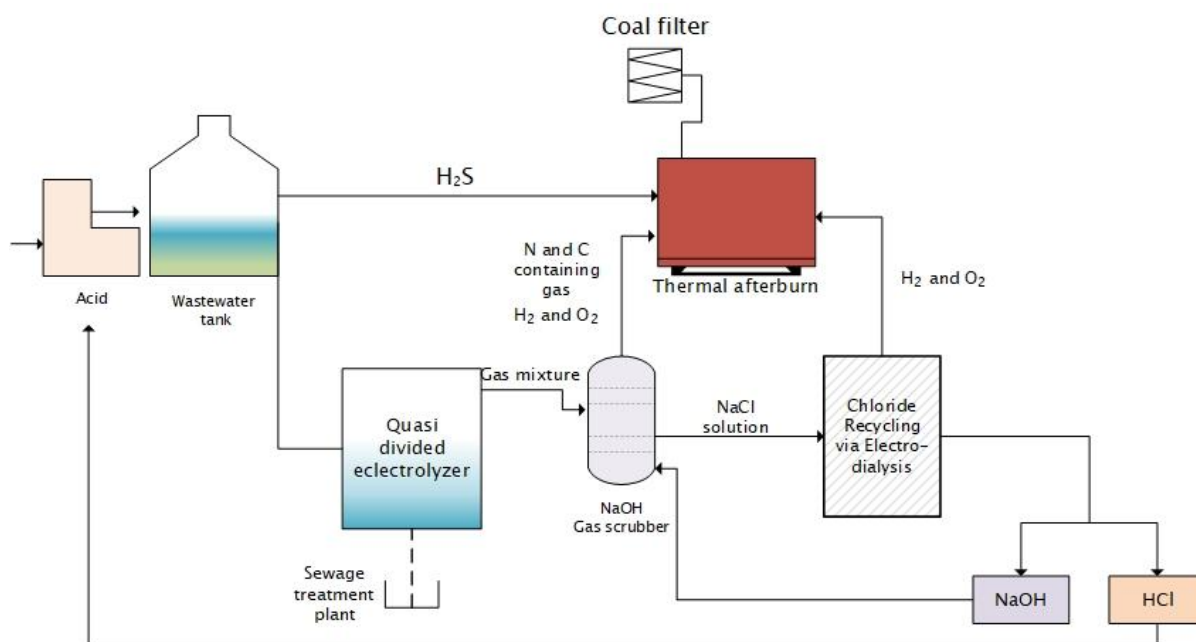 Coal filter
H₂S
N and C
containing
gas
H₂ and O₂
Thermal afterburn
H₂ and O₂
Acid
Wastewater
tank
Gas mixture
Quasi
divided
eclectrolyzer
NaCl
solution
Chloride
Recycling
via Electro-
dialysis
NaOH
Gas scrubber
Sewage
treatment
plant
NaOH
HCl